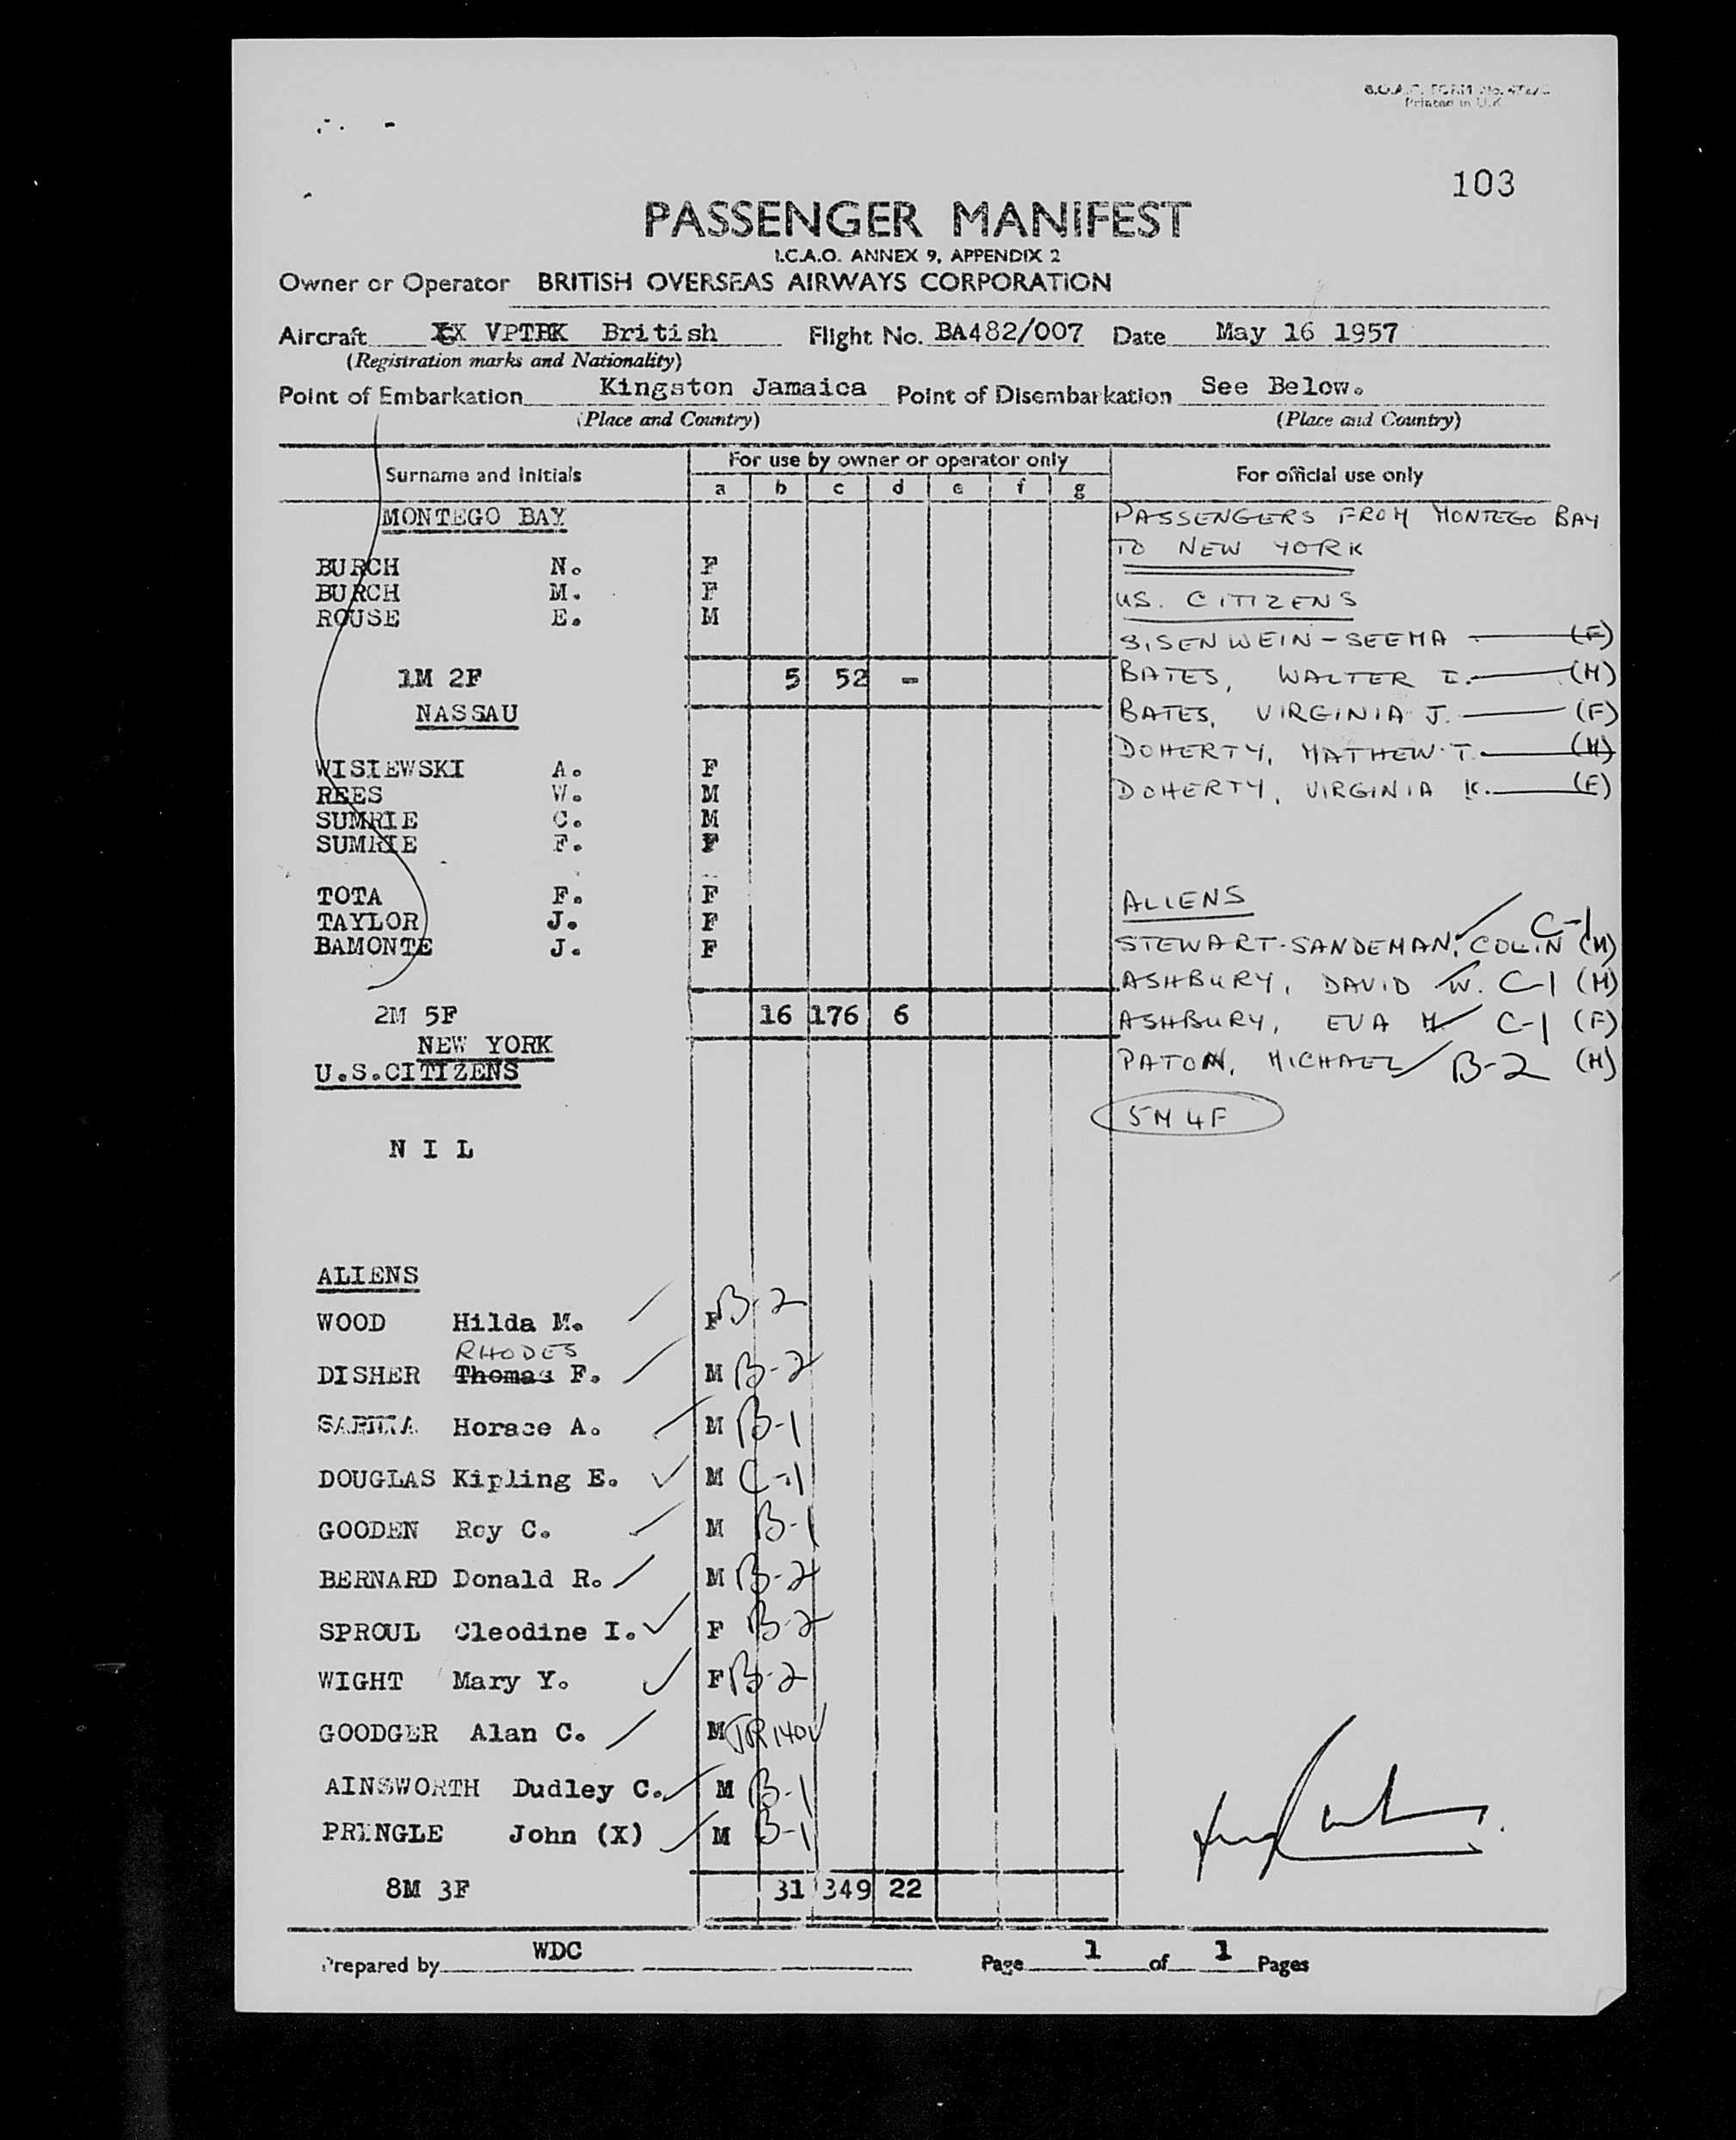 103
PASSENGER MANIFEST
I.C.A.O. ANNEX 9, APPENDIX 2
Owner or Operator BRITISH OVERSEAS AIRWAYS CORPORATION
Aircraft British Flight No. BA482/007 Date May 16 1957
(Registration marks and Nationality)
Point of Embarkation Kingston Jamaica Point of Disembarkation See Below.
(Place and Country) (Place and Country)
Surname and Initials
For use by owner or operator only
a b c d e f g
For official use only
MONTEGO BAY
BURCH N. F
BURCH M. F
ROUSE E. M
1M 2F 5 52 -
NASSAU
WISIEWSKI A. F
REES W. M
SUMRIE C. M
SUMRIE F. F
TOTA F. F
TAYLOR J. F
BAMONTE J. F
2M 5F 16 176 6
NEW YORK
U.S.CITIZENS
N I L
ALIENS
WOOD Hilda M. F B-2
RHODES
DISHER Thomas F. M B-2
Horace A. M B-1
DOUGLAS Kipling E. M C-1
GOODEN Roy C. M B-1
BERNARD Donald R. M B-2
SPROUL Cleodine I. F B-2
WIGHT Mary Y. F B-2
GOODGER Alan C. M
AINSWORTH Dudley C. M B-1
PRINGLE John (X) M B-1
8M 3F 31 349 22
PASSENGERS FROM MONTEGO BAY
TO NEW YORK
US. CITIZENS
SEEMA (F)
BATES, WALTER E. (M)
BATES, VIRGINIA J. (F)
DOHERTY, MATHEW T. (M)
DOHERTY, VIRGINIA K. (F)
ALIENS
STEWART-SANDEMAN, COLIN C-1 (M)
ASHBURY, DAVID W. C-1 (M)
ASHBURY, EVA M. C-1 (F)
PATON, MICHAEL B-2 (M)
5M 4F
Prepared by WDC Page 1 of 1 Pages